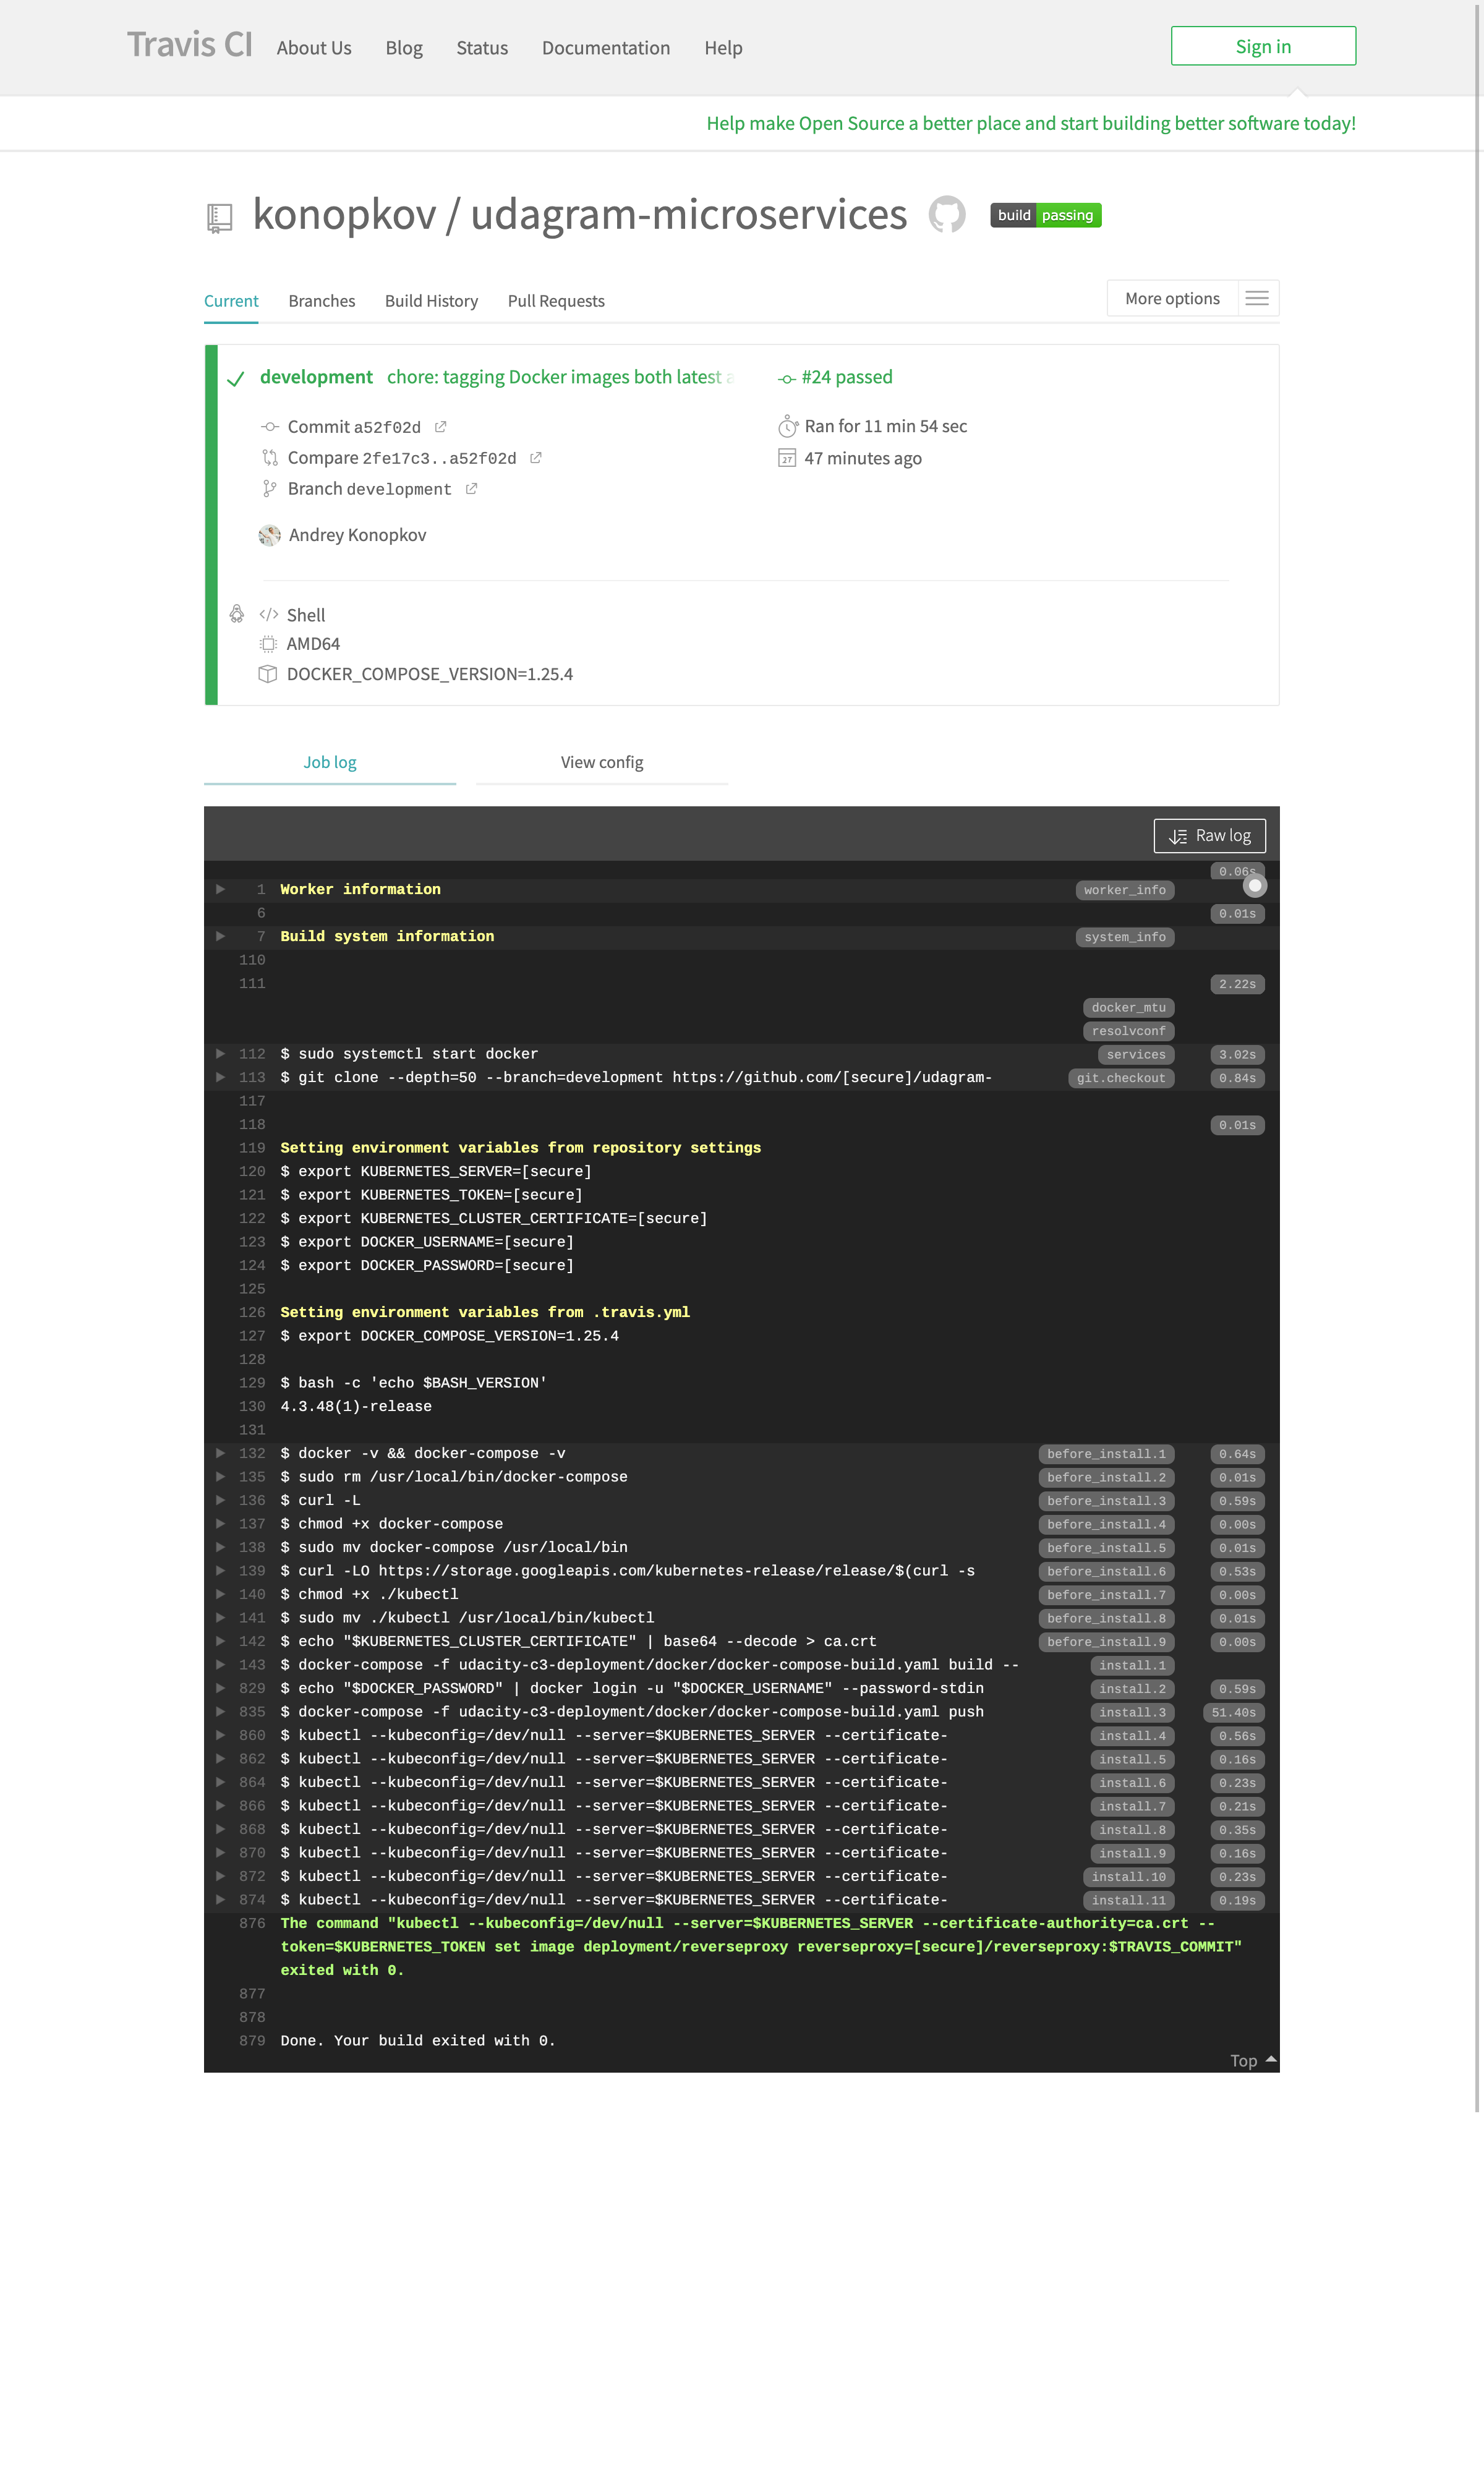 Travis CI About Us Blog Status Documentation Help Sign in
Help make Open Source a better place and start building better software today!
konopkov / udagram-microservices build passing
Current Branches Build History Pull Requests More options
development chore: tagging Docker images both latest #24 passed
Commit a52f02d Ran for 11 min 54 sec
Compare 2fe17c3..a52f02d 27 47 minutes ago
Branch development
Andrey Konopkov
Shell
AMD64
DOCKER_COMPOSE_VERSION=1.25.4
Job log View config
Raw log
0.06s
1 Worker information worker_info
6 0.01s
7 Build system information system_info
110
111 2.22s
docker_mtu
resolvconf
112 $ sudo systemctl start docker services 3.02s
113 $ git clone --depth=50 --branch=development https://github.com/[secure]/udagram- git.checkout 0.84s
117
118 0.01s
119 Setting environment variables from repository settings
120 $ export KUBERNETES_SERVER=[secure]
121 $ export KUBERNETES_TOKEN=[secure]
122 $ export KUBERNETES_CLUSTER_CERTIFICATE=[secure]
123 $ export DOCKER_USERNAME=[secure]
124 $ export DOCKER_PASSWORD=[secure]
125
126 Setting environment variables from .travis.yml
127 $ export DOCKER_COMPOSE_VERSION=1.25.4
128
129 $ bash -c 'echo $BASH_VERSION'
130 4.3.48(1)-release
131
132 $ docker -v && docker-compose -v before_install.1 0.64s
135 $ sudo rm /usr/local/bin/docker-compose before_install.2 0.01s
136 $ curl -L before_install.3 0.59s
137 $ chmod +x docker-compose before_install.4 0.00s
138 $ sudo mv docker-compose /usr/local/bin before_install.5 0.01s
139 $ curl -LO https://storage.googleapis.com/kubernetes-release/release/$(curl -s before_install.6 0.53s
140 $ chmod +x ./kubectl before_install.7 0.00s
141 $ sudo mv ./kubectl /usr/local/bin/kubectl before_install.8 0.01s
142 $ echo "$KUBERNETES_CLUSTER_CERTIFICATE" | base64 --decode > ca.crt before_install.9 0.00s
143 $ docker-compose -f udacity-c3-deployment/docker/docker-compose-build.yaml build -- install.1
829 $ echo "$DOCKER_PASSWORD" | docker login -u "$DOCKER_USERNAME" --password-stdin install.2 0.59s
835 $ docker-compose -f udacity-c3-deployment/docker/docker-compose-build.yaml push install.3 51.40s
860 $ kubectl --kubeconfig=/dev/null --server=$KUBERNETES_SERVER --certificate- install.4 0.56s
862 $ kubectl --kubeconfig=/dev/null --server=$KUBERNETES_SERVER --certificate- install.5 0.16s
864 $ kubectl --kubeconfig=/dev/null --server=$KUBERNETES_SERVER --certificate- install.6 0.23s
866 $ kubectl --kubeconfig=/dev/null --server=$KUBERNETES_SERVER --certificate- install.7 0.21s
868 $ kubectl --kubeconfig=/dev/null --server=$KUBERNETES_SERVER --certificate- install.8 0.35s
870 $ kubectl --kubeconfig=/dev/null --server=$KUBERNETES_SERVER --certificate- install.9 0.16s
872 $ kubectl --kubeconfig=/dev/null --server=$KUBERNETES_SERVER --certificate- install.10 0.23s
874 $ kubectl --kubeconfig=/dev/null --server=$KUBERNETES_SERVER --certificate- install.11 0.19s
876 The command "kubectl --kubeconfig=/dev/null --server=$KUBERNETES_SERVER --certificate-authority=ca.crt --
token=$KUBERNETES_TOKEN set image deployment/reverseproxy reverseproxy=[secure]/reverseproxy:$TRAVIS_COMMIT"
exited with 0.
877
878
879 Done. Your build exited with 0.
Top